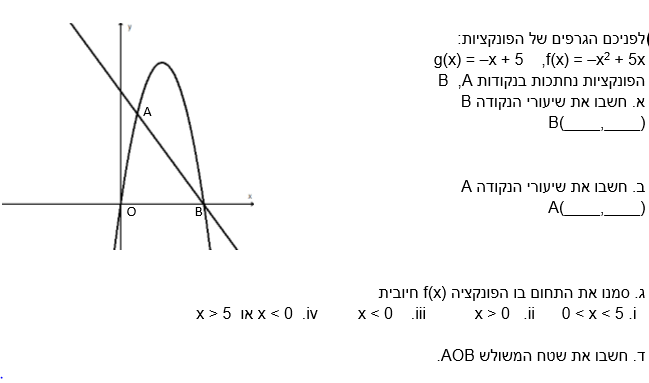 לפניכם הגרפים של הפונקציות:
f(x) = –x² + 5x,   g(x) = –x + 5
הפונקציות נחתכות בנקודות A, B
א. חשבו את שיעורי הנקודה B
B(____,____)
ב. חשבו את שיעורי הנקודה A
A(____,____)
ג. סמנו את התחום בו הפונקציה f(x) חיובית
i. 0 < x < 5   ii. x > 0   iii. x < 0   iv. x < 0 או x > 5
ד. חשבו את שטח המשולש AOB.
y
A
x
O
B